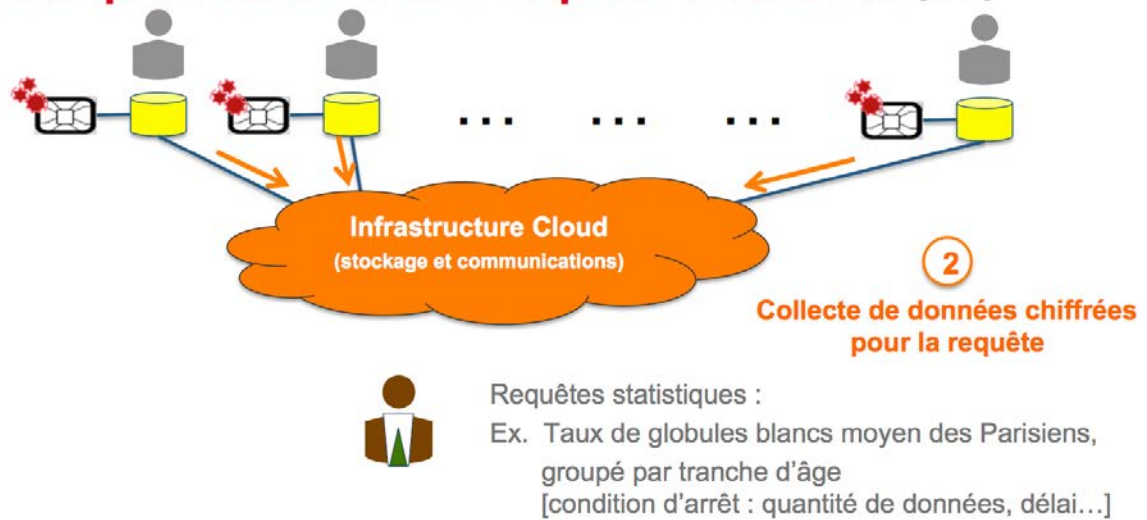 ... ... ...
Infrastructure Cloud
(stockage et communications)
2
Collecte de données chiffrées
pour la requête
Requêtes statistiques :
Ex. Taux de globules blancs moyen des Parisiens,
groupé par tranche d'âge
[condition d'arrêt : quantité de données, délai...]